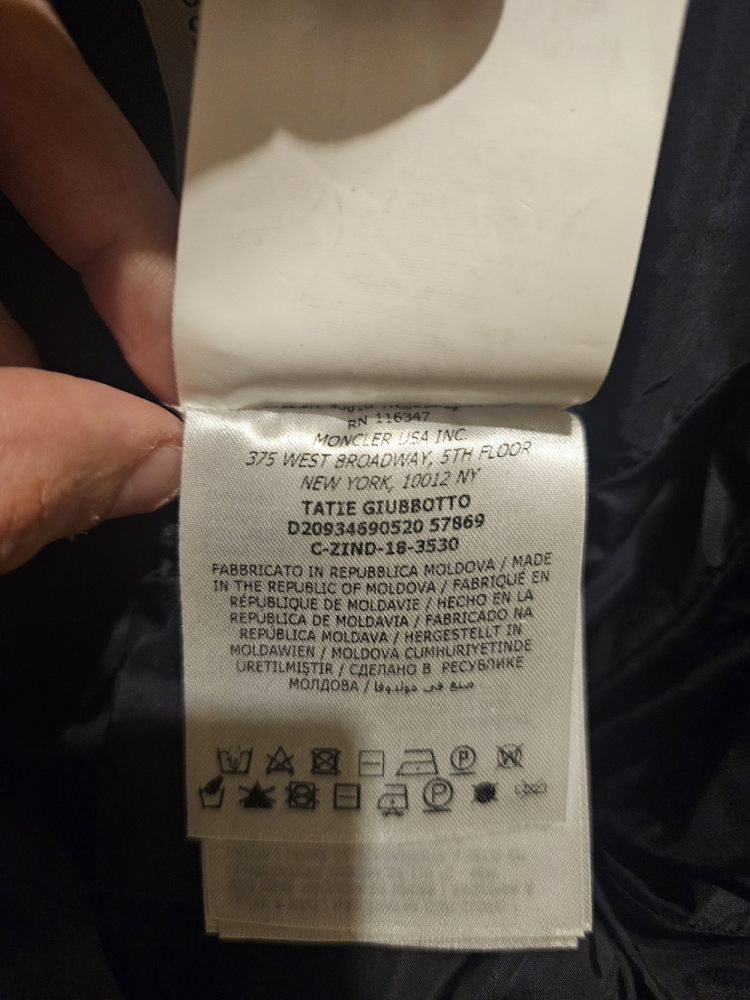 RN 116347
MONCLER USA INC.
375 WEST BROADWAY, 5TH FLOOR
NEW YORK, 10012 NY
TATIE GIUBBOTTO
D20934690520 57869
C-ZIND-18-3530
FABBRICATO IN REPUBBLICA MOLDOVA / MADE
IN THE REPUBLIC OF MOLDOVA / FABRIQUÉ EN
RÉPUBLIQUE DE MOLDAVIE / HECHO EN LA
REPÚBLICA DE MOLDAVIA / FABRICADO NA
REPÚBLICA MOLDAVA / HERGESTELLT IN
MOLDAWIEN / MOLDOVA CUMHURIYETINDE
ÜRETILMIŞTIR / СДЕЛАНО В РЕСУБЛИКЕ
МОЛДОВА / صنع في مولدوفا